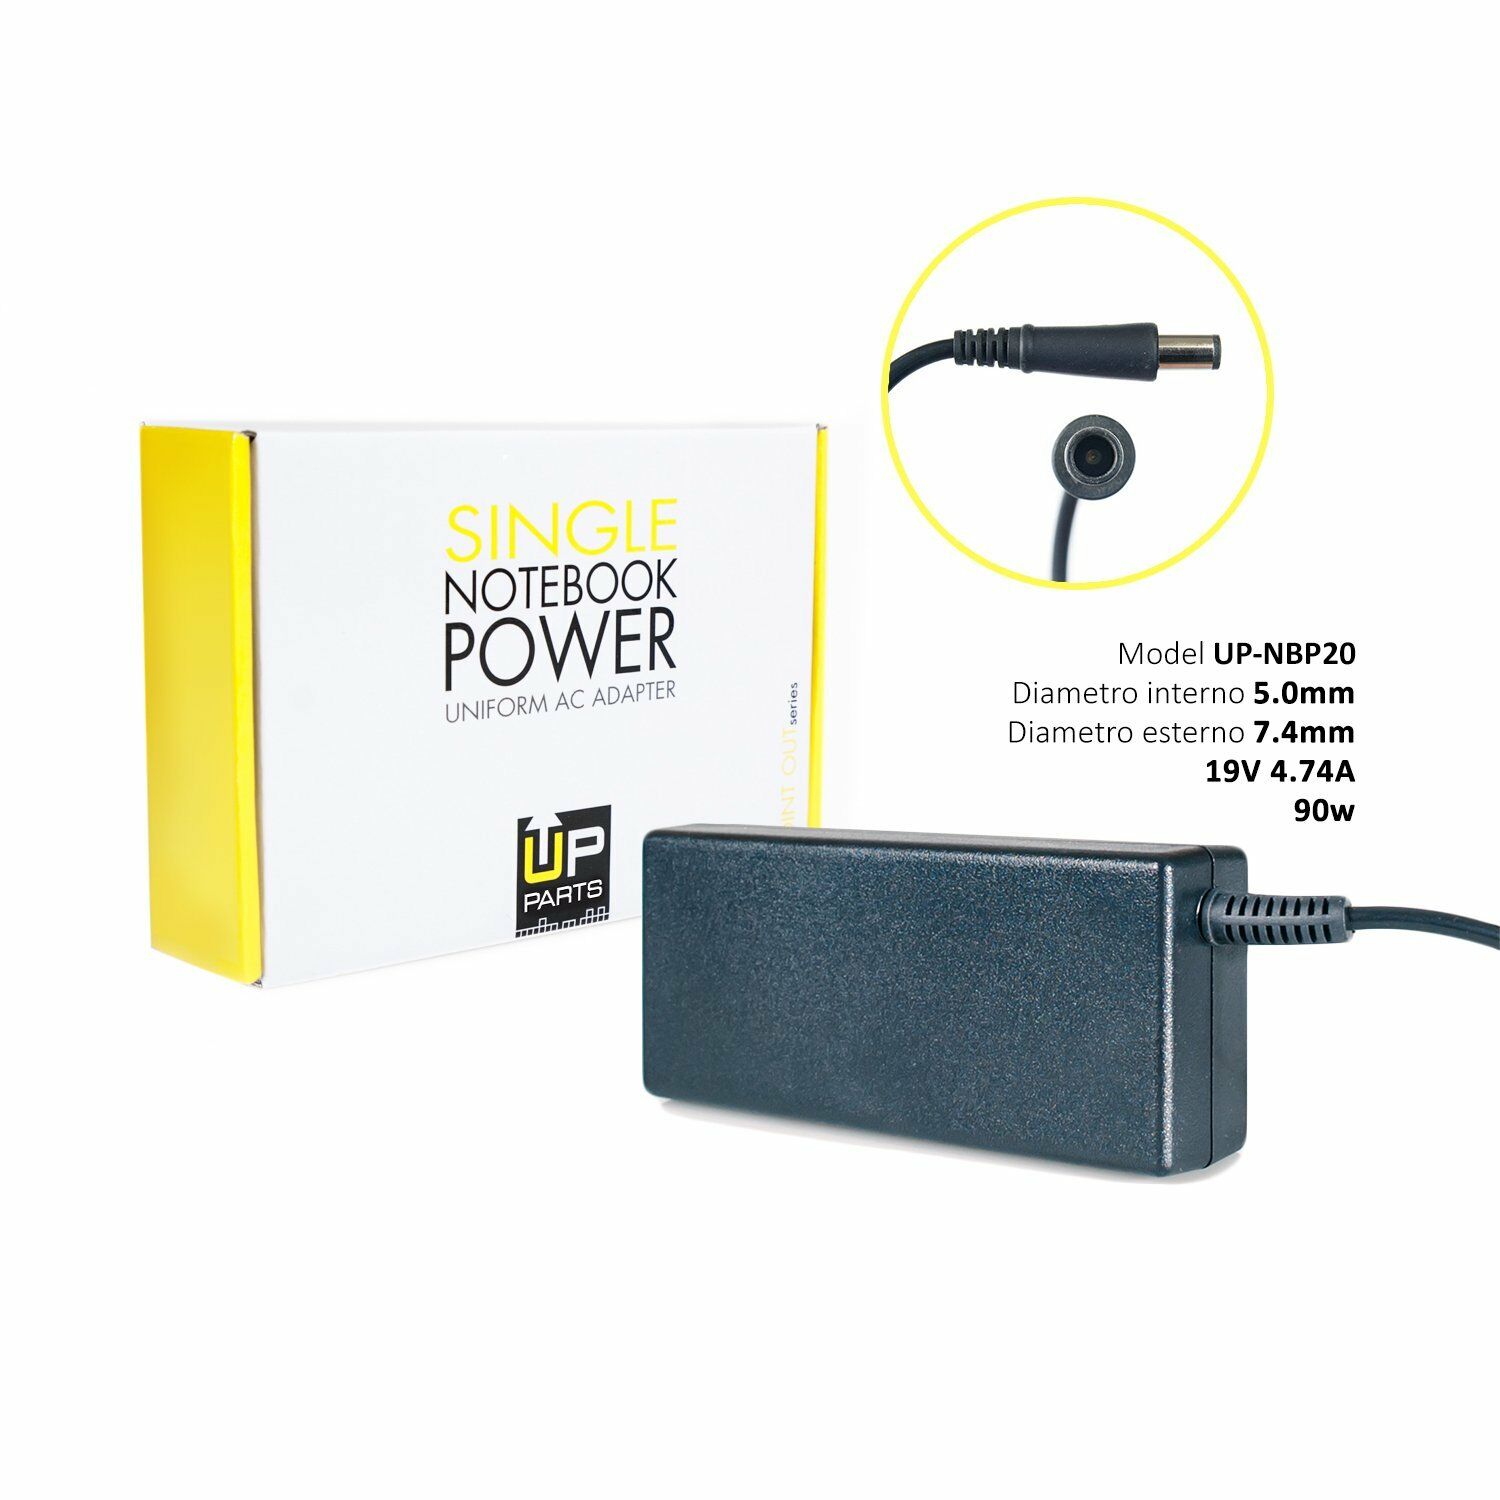 SINGLE
NOTEBOOK
POWER
UNIFORM AC ADAPTER
OUTseries
UP
PARTS
Model UP-NBP20
Diametro interno 5.0mm
Diametro esterno 7.4mm
19V 4.74A
90w